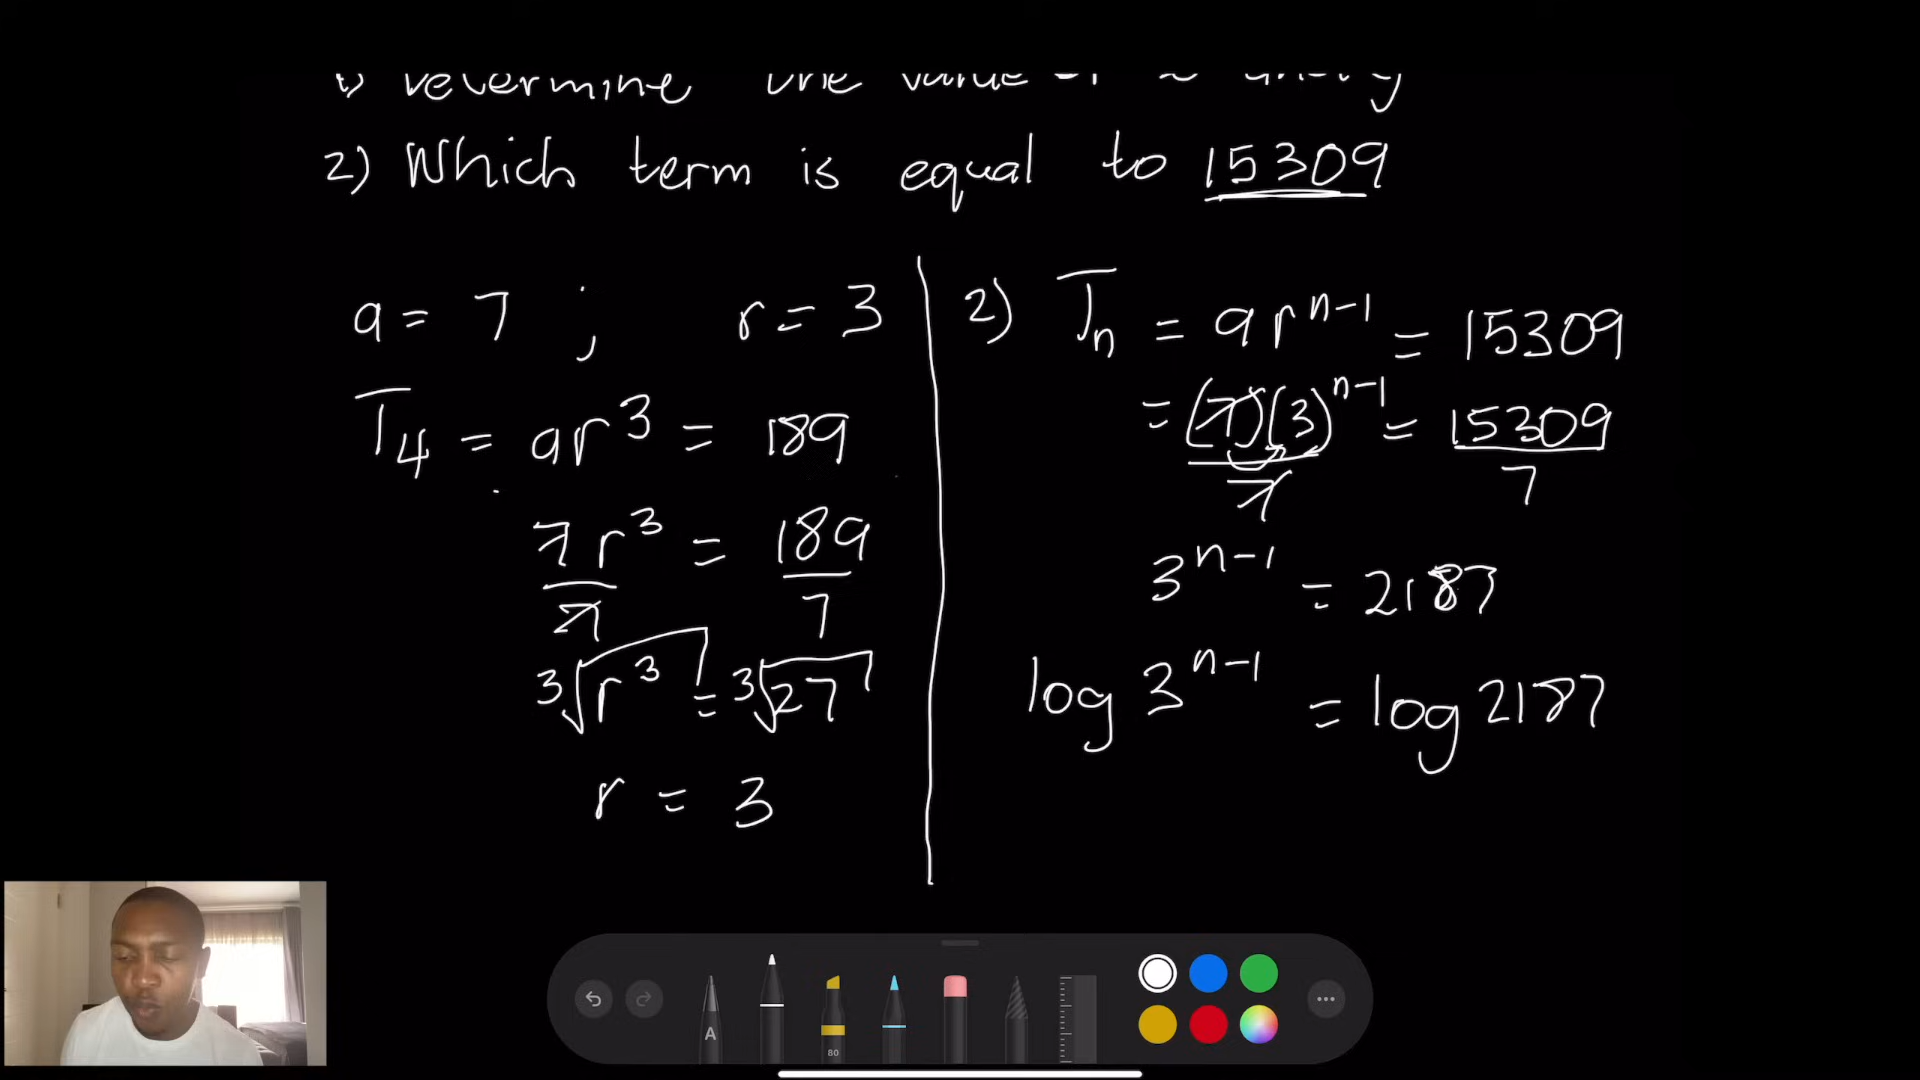 2) Which term is equal to 15309
a = 7 ; r = 3
T₄ = ar³ = 189
7r³/7 = 189/7
³√r³ = ³√27
r = 3
2) Tₙ = arⁿ⁻¹ = 15309
= (7)(3)ⁿ⁻¹/7 = 15309/7
3ⁿ⁻¹ = 2187
log 3ⁿ⁻¹ = log 2187
A
80